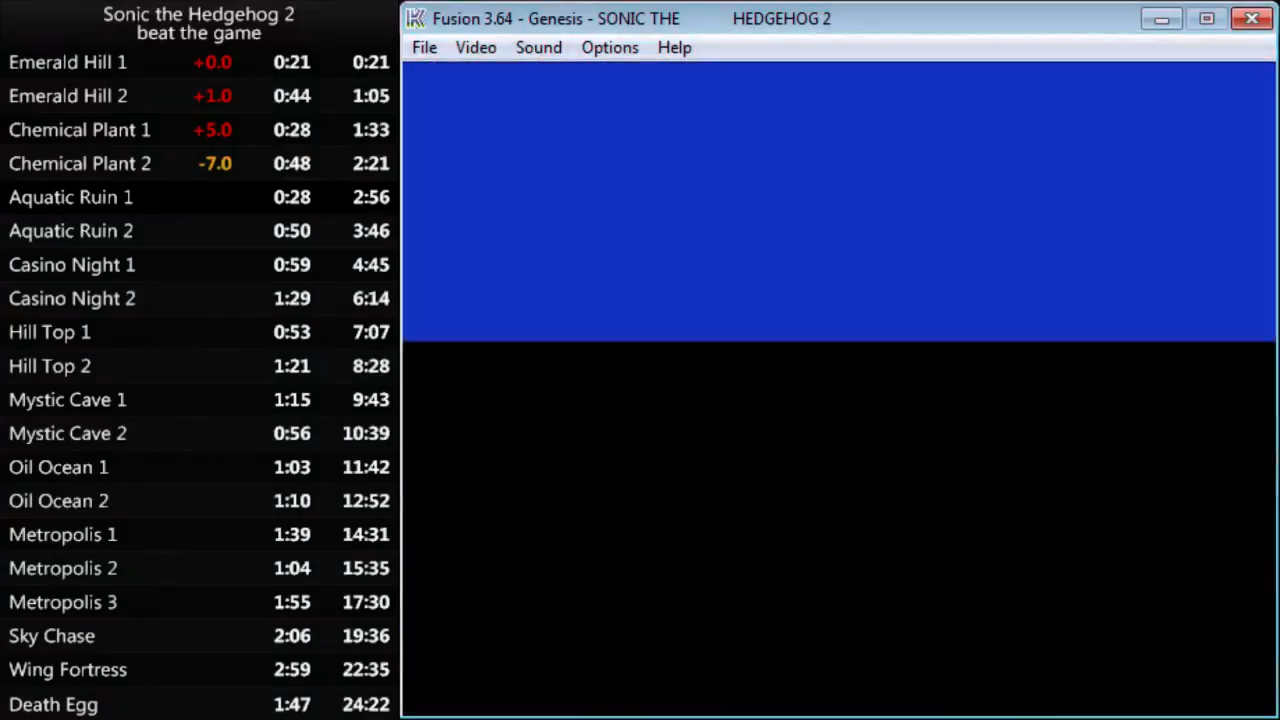 Sonic the Hedgehog 2
beat the game
Emerald Hill 1 +0.0 0:21 0:21
Emerald Hill 2 +1.0 0:44 1:05
Chemical Plant 1 +5.0 0:28 1:33
Chemical Plant 2 -7.0 0:48 2:21
Aquatic Ruin 1 0:28 2:56
Aquatic Ruin 2 0:50 3:46
Casino Night 1 0:59 4:45
Casino Night 2 1:29 6:14
Hill Top 1 0:53 7:07
Hill Top 2 1:21 8:28
Mystic Cave 1 1:15 9:43
Mystic Cave 2 0:56 10:39
Oil Ocean 1 1:03 11:42
Oil Ocean 2 1:10 12:52
Metropolis 1 1:39 14:31
Metropolis 2 1:04 15:35
Metropolis 3 1:55 17:30
Sky Chase 2:06 19:36
Wing Fortress 2:59 22:35
Death Egg 1:47 24:22
Fusion 3.64 - Genesis - SONIC THE HEDGEHOG 2
File Video Sound Options Help